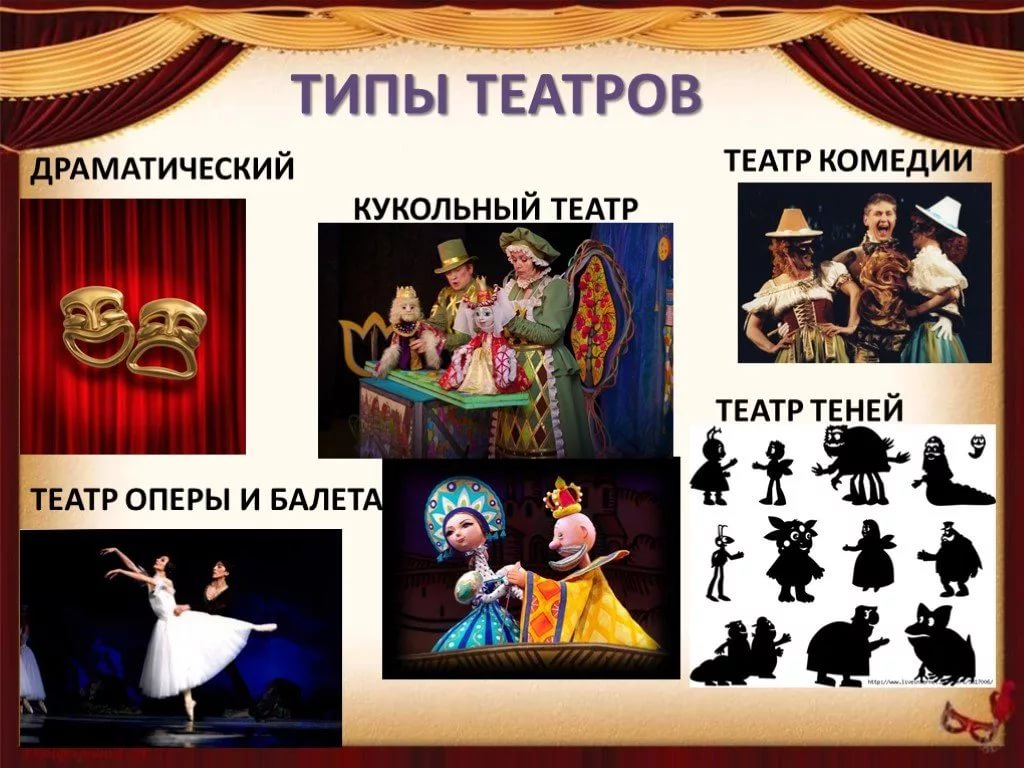 ТИПЫ ТЕАТРОВ
ДРАМАТИЧЕСКИЙ
ТЕАТР КОМЕДИИ
КУКОЛЬНЫЙ ТЕАТР
ТЕАТР ТЕНЕЙ
ТЕАТР ОПЕРЫ И БАЛЕТА